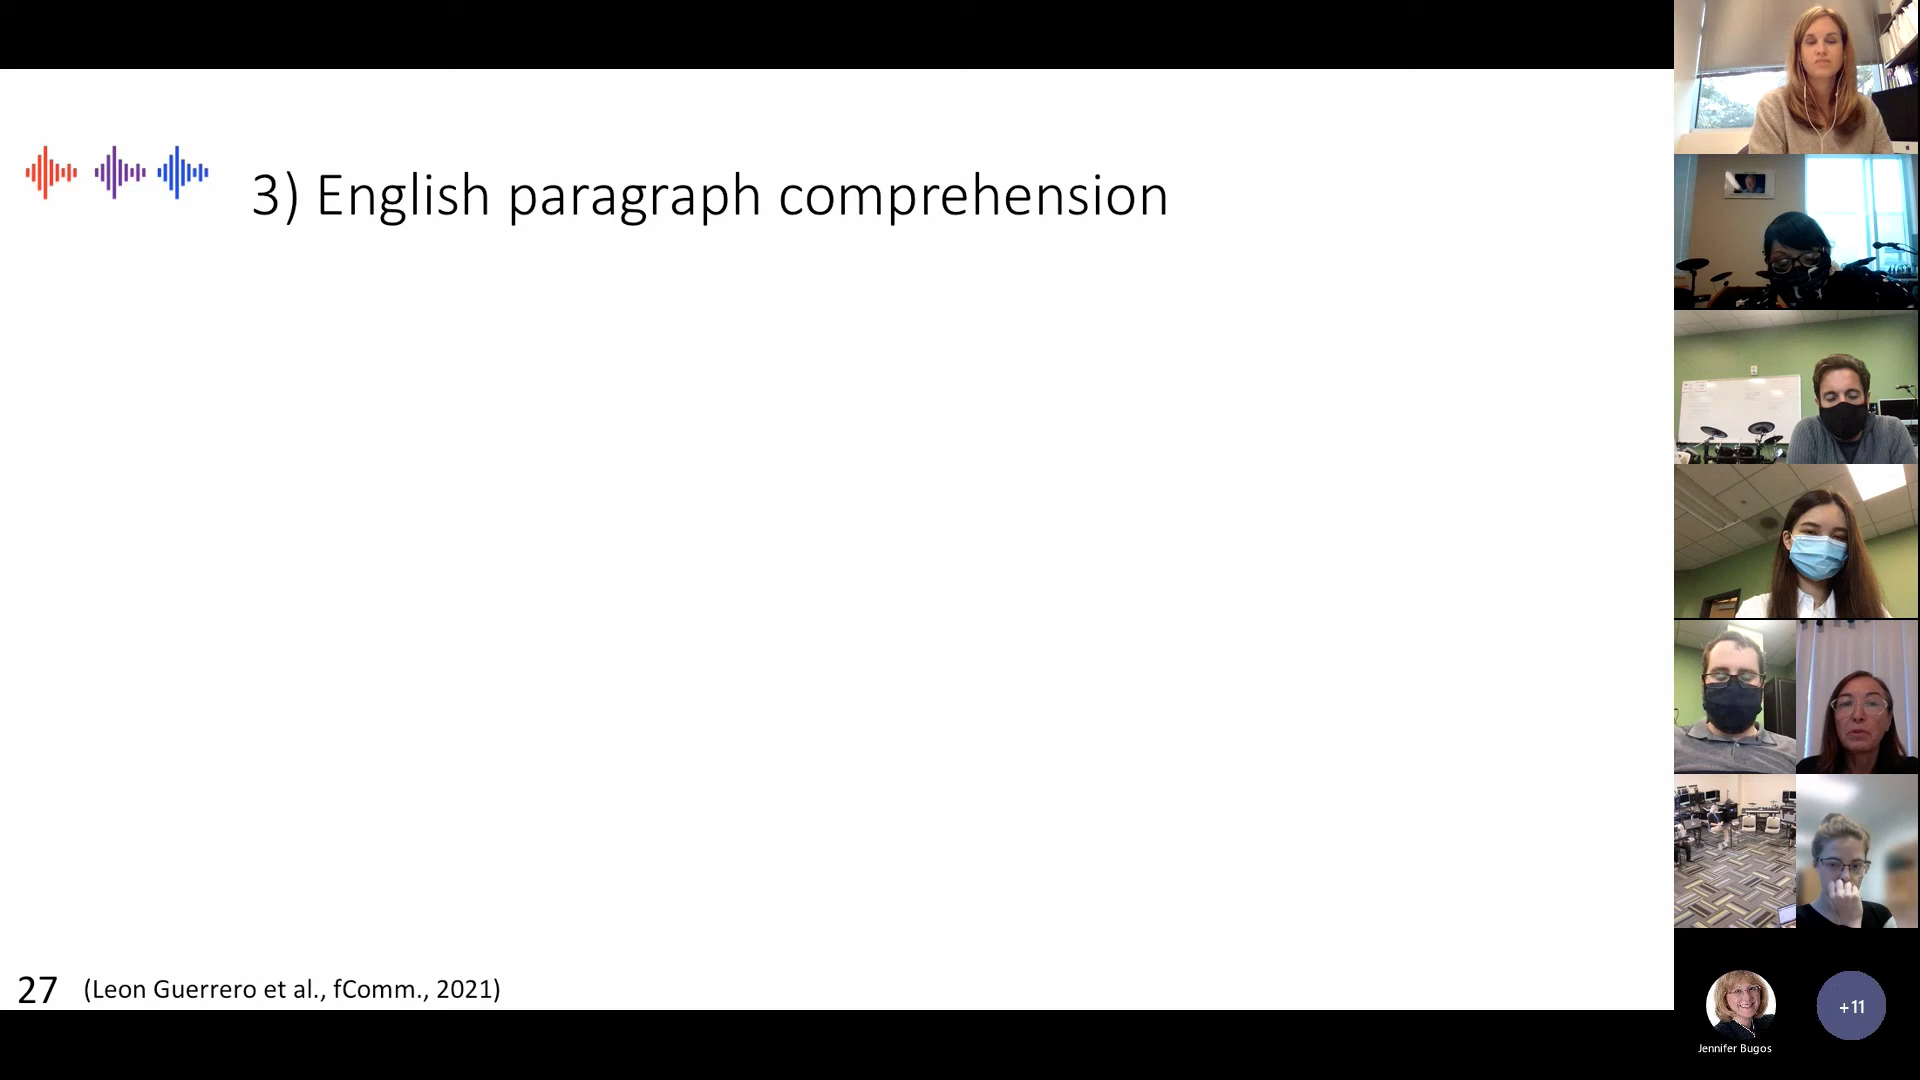 3) English paragraph comprehension
27 (Leon Guerrero et al., fComm., 2021)
Jennifer Bugos
+11